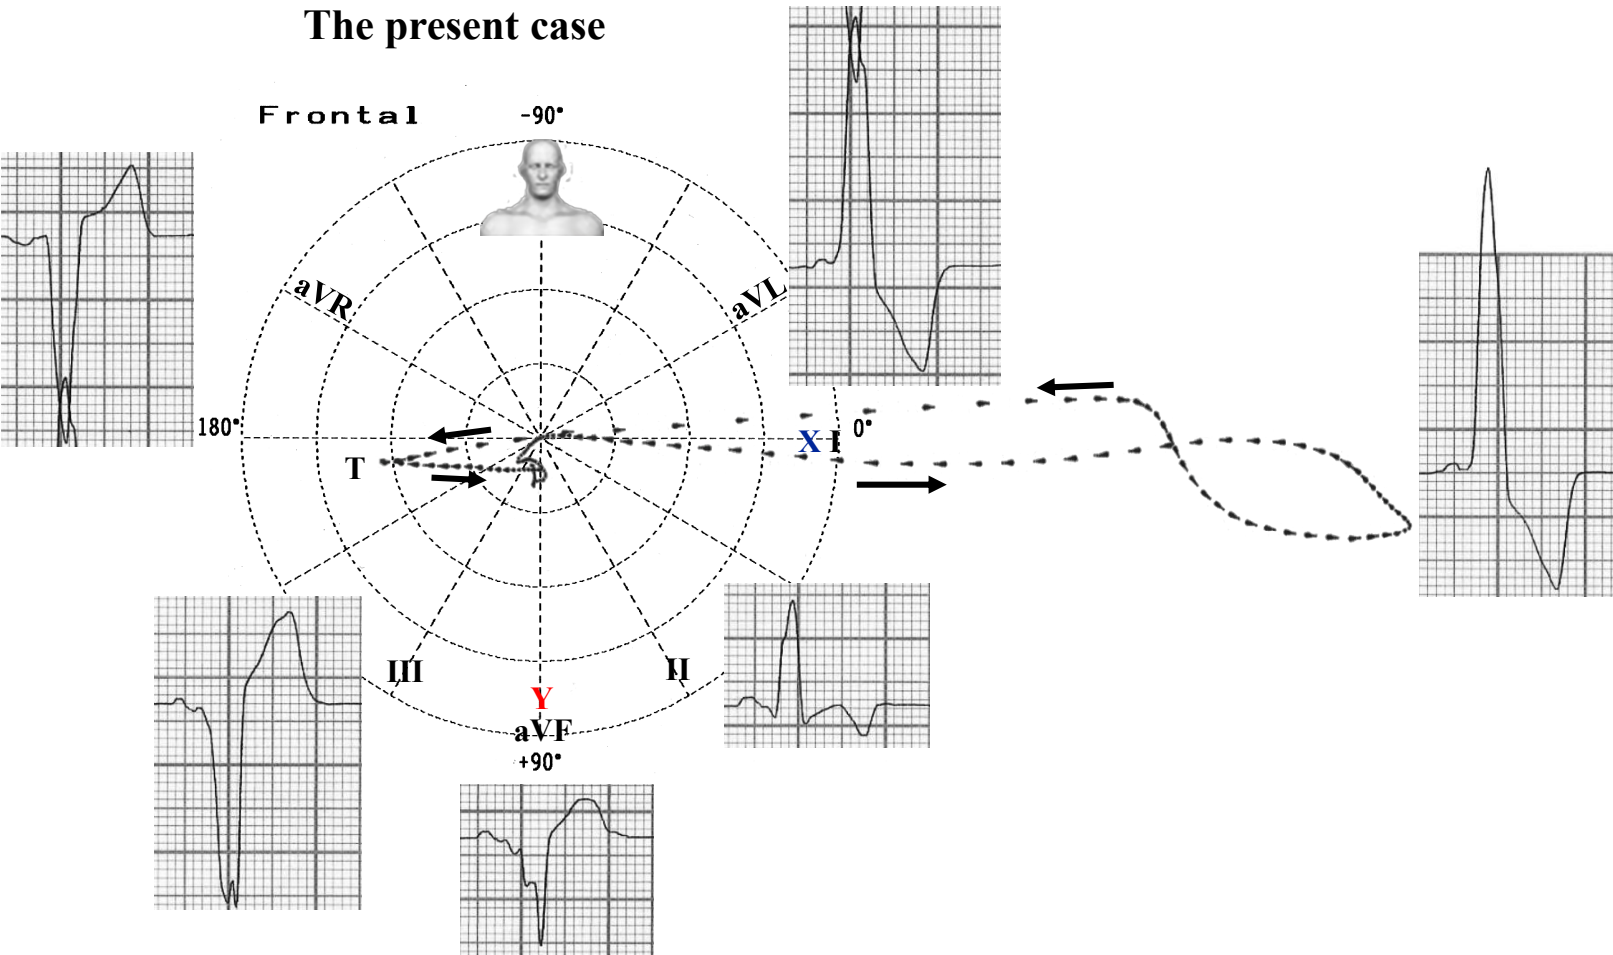 The present case
Frontal
-90°
aVR
aVL
180°
X I
0°
T
III
II
Y
aVF
+90°